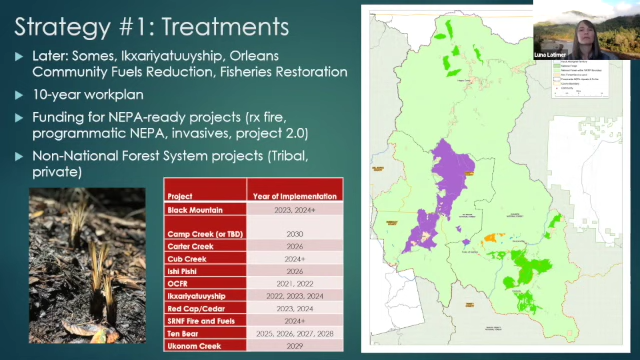 Strategy #1: Treatments
Later: Somes, Ikxariyatuuyship, Orleans
Community Fuels Reduction, Fisheries Restoration
10-year workplan
Funding for NEPA-ready projects (rx fire,
programmatic NEPA, invasives, project 2.0)
Non-National Forest System projects (Tribal,
private)
Project Year of Implementation
Black Mountain 2023, 2024+
Camp Creek (or TBD) 2030
Carter Creek 2026
Cub Creek 2024+
Ishi Pishi 2026
OCFR 2021, 2022
Ikxariyatuuyship 2022, 2023, 2024
Red Cap/Cedar 2023, 2024
SRNF Fire and Fuels 2024+
Ten Bear 2025, 2026, 2027, 2028
Ukonom Creek 2029
Luna Latimer